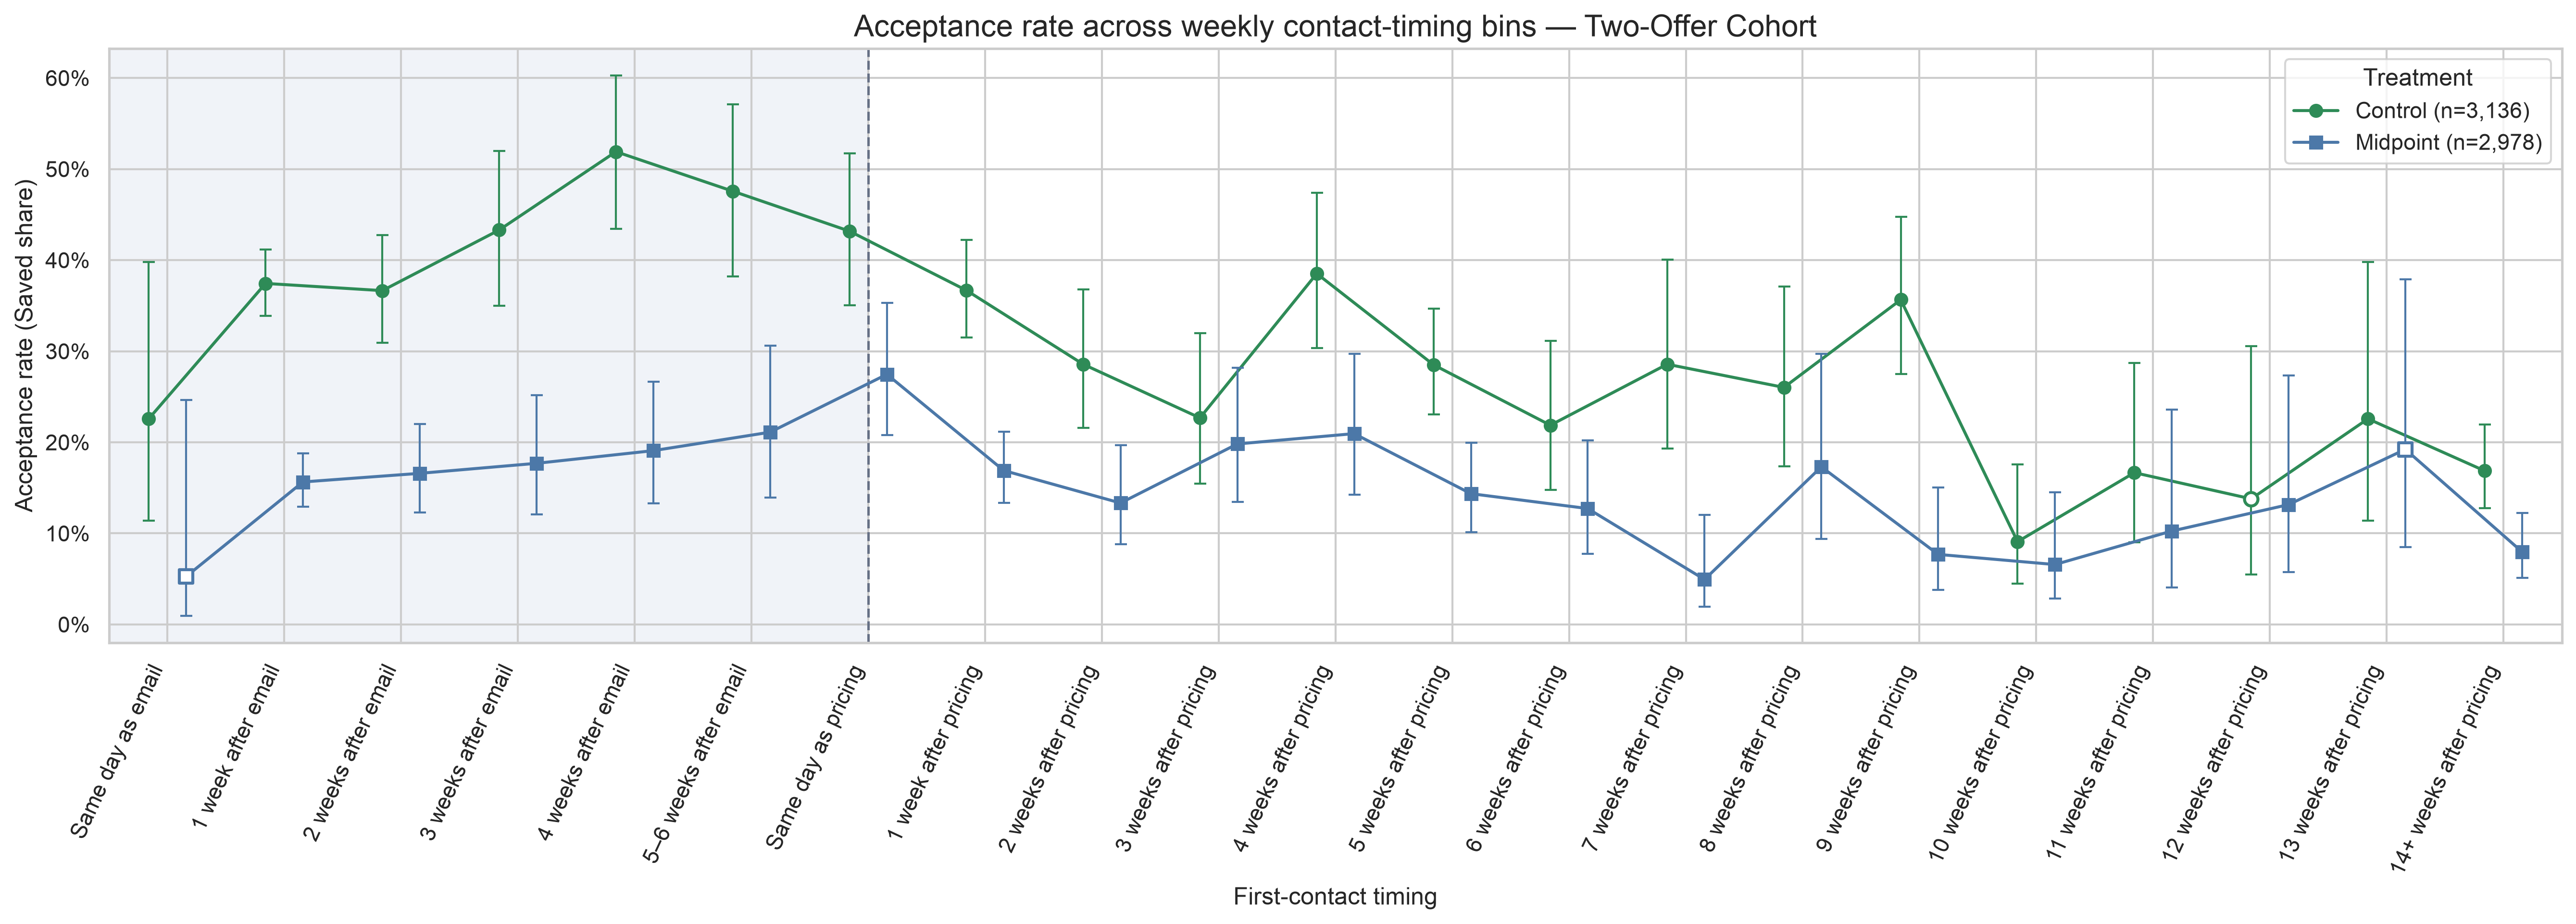 Acceptance rate across weekly contact-timing bins — Two-Offer Cohort
Acceptance rate (Saved share)
60%
50%
40%
30%
20%
10%
0%
Treatment
Control (n=3,136)
Midpoint (n=2,978)
Same day as email
1 week after email
2 weeks after email
3 weeks after email
4 weeks after email
5–6 weeks after email
Same day as pricing
1 week after pricing
2 weeks after pricing
3 weeks after pricing
4 weeks after pricing
5 weeks after pricing
6 weeks after pricing
7 weeks after pricing
8 weeks after pricing
9 weeks after pricing
10 weeks after pricing
11 weeks after pricing
12 weeks after pricing
13 weeks after pricing
14+ weeks after pricing
First-contact timing